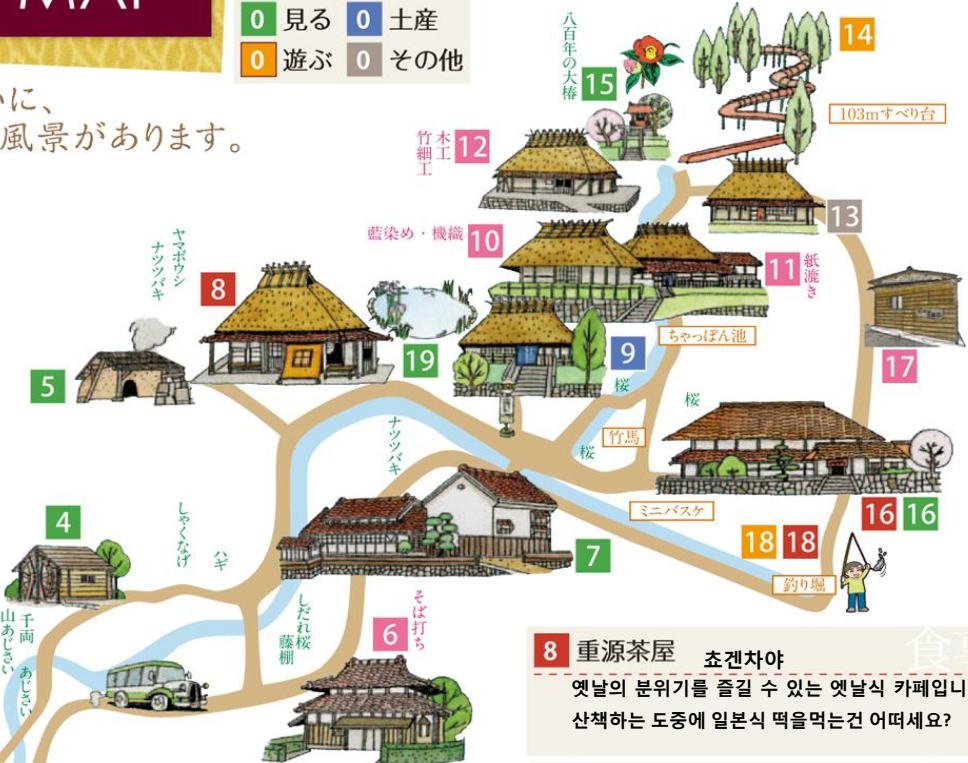 MAP
0 見る 0 土産
0 遊ぶ 0 その他
に、
風景があります。
八百年の大椿
15
14
103mすべり台
木工
竹細工
12
13
藍染め・機織 10
11 紙漉き
ヤマボウシ
ナツツバキ
8
ちゃっぽん池
17
5
19
9
桜
桜
竹馬
桜
ナツツバキ
ミニバスケ
16 16
4
しゃくなげ
ハギ
7
18 18
釣り堀
千両
山あじさい
あじさい
しだれ桜
藤棚
6 そば打ち
8 重源茶屋 쵸겐차야
옛날의 분위기를 즐길 수 있는 옛날식 카페입니
산책하는 도중에 일본식 떡을먹는건 어떠세요?